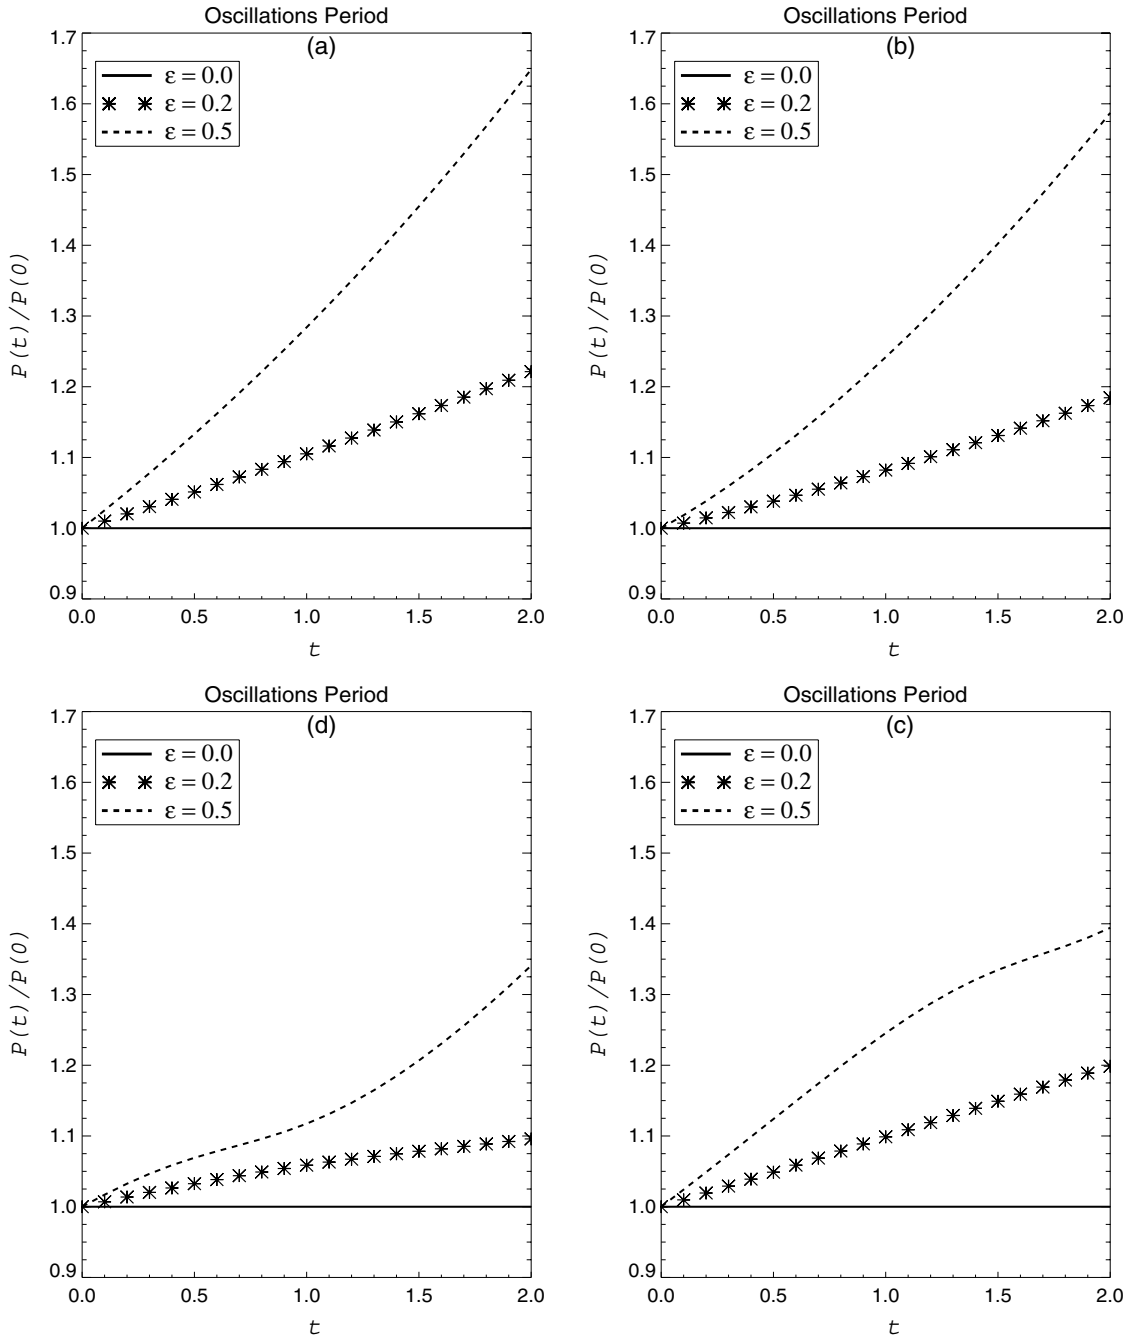 Oscillations Period
(a)
ε = 0.0
ε = 0.2
ε = 0.5
1.7
1.6
1.5
1.4
1.3
1.2
1.1
1.0
0.9
P(t)/P(0)
0.0 0.5 1.0 1.5 2.0
t
Oscillations Period
(b)
ε = 0.0
ε = 0.2
ε = 0.5
1.7
1.6
1.5
1.4
1.3
1.2
1.1
1.0
0.9
P(t)/P(0)
0.0 0.5 1.0 1.5 2.0
t
Oscillations Period
(d)
ε = 0.0
ε = 0.2
ε = 0.5
1.7
1.6
1.5
1.4
1.3
1.2
1.1
1.0
0.9
P(t)/P(0)
0.0 0.5 1.0 1.5 2.0
t
Oscillations Period
(c)
ε = 0.0
ε = 0.2
ε = 0.5
1.7
1.6
1.5
1.4
1.3
1.2
1.1
1.0
0.9
P(t)/P(0)
0.0 0.5 1.0 1.5 2.0
t